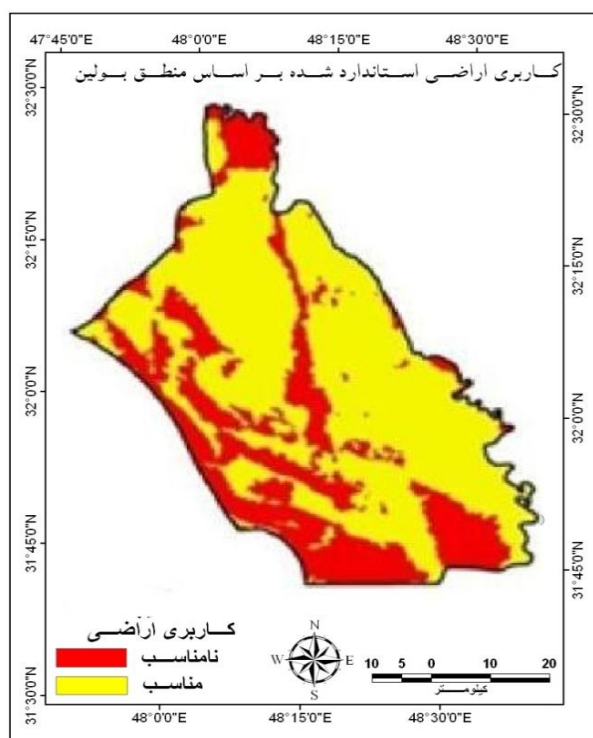 47°45'0"E 48°0'0"E 48°15'0"E 48°30'0"E
کاربری اراضی استاندارد شده بر اساس منطق بولین
32°30'0"N 32°30'0"N
32°15'0"N 32°15'0"N
32°0'0"N 32°0'0"N
31°45'0"N 31°45'0"N
31°30'0"N
کاربری اراضی
نامناسب
مناسب
N
W E
S
10 5 0 10 20
کیلومتر
48°0'0"E 48°15'0"E 48°30'0"E